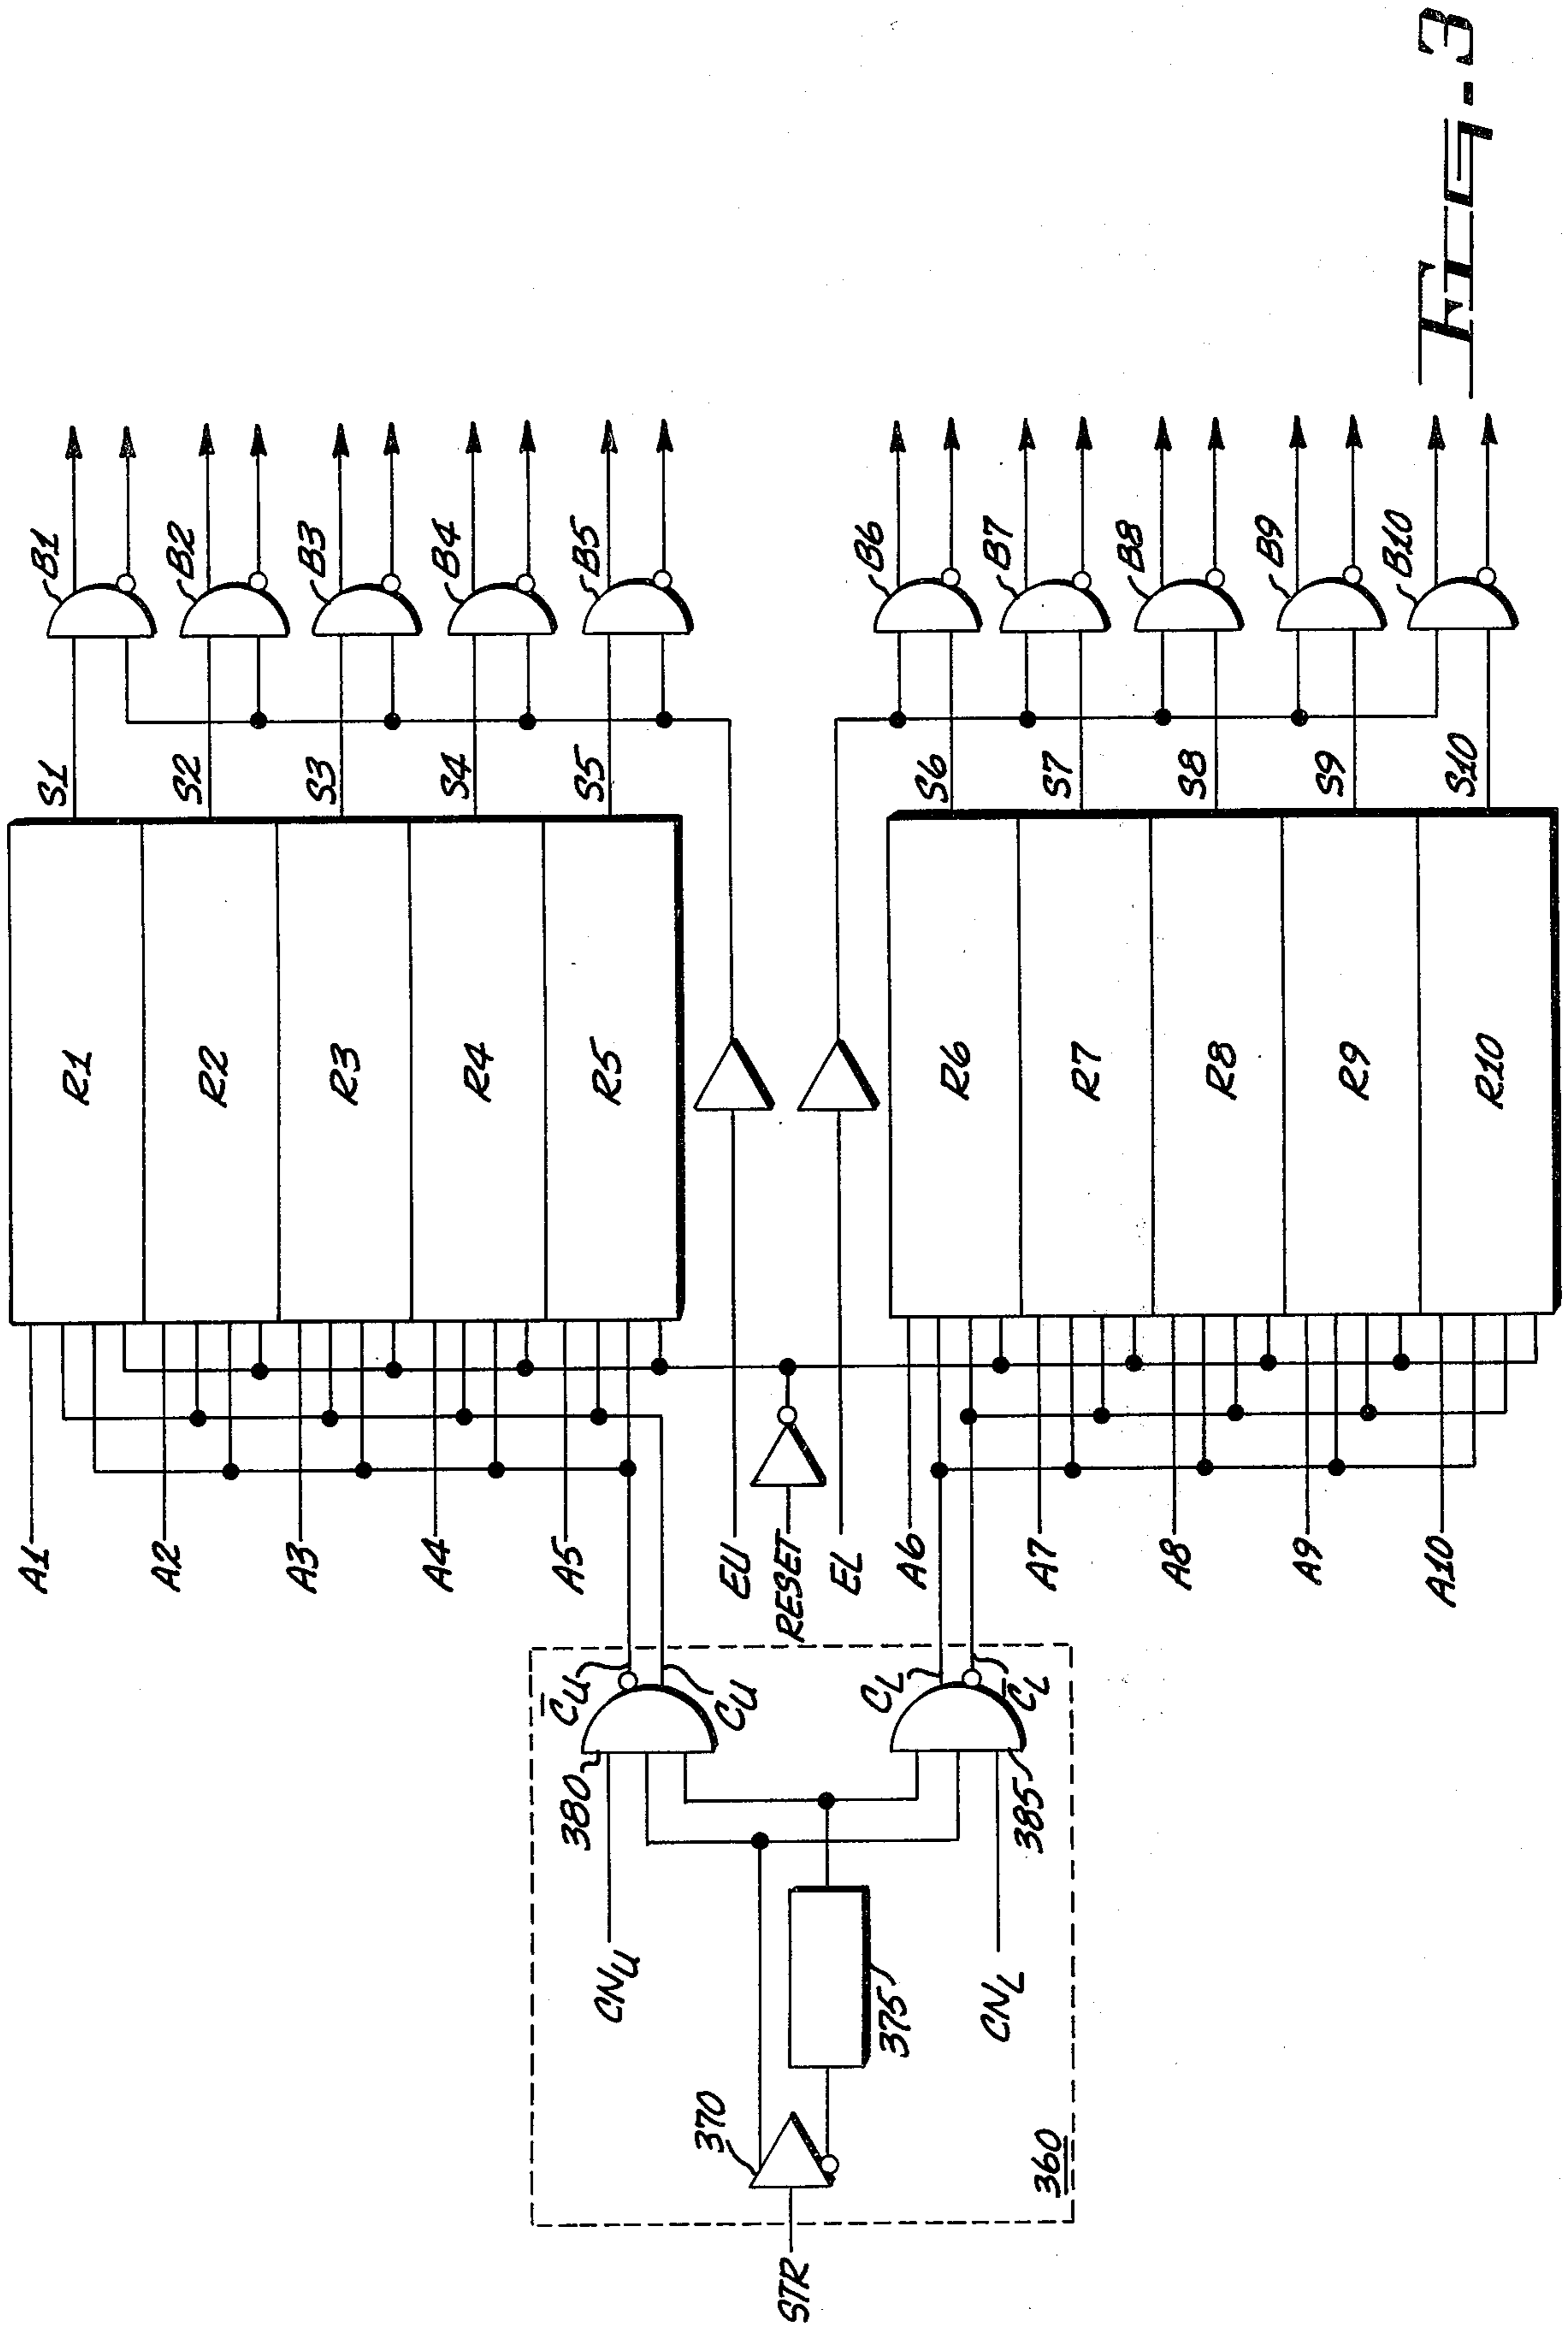 A1
A2
A3
A4
A5
EU
RESET
EL
A6
A7
A8
A9
A10
R1
R2
R3
R4
R5
R6
R7
R8
R9
R10
S1
S2
S3
S4
S5
S6
S7
S8
S9
S10
B1
B2
B3
B4
B5
B6
B7
B8
B9
B10
STR
370
375
360
CNU
CNL
380
385
C̅U
CU
CL
C̅L
FIG-3